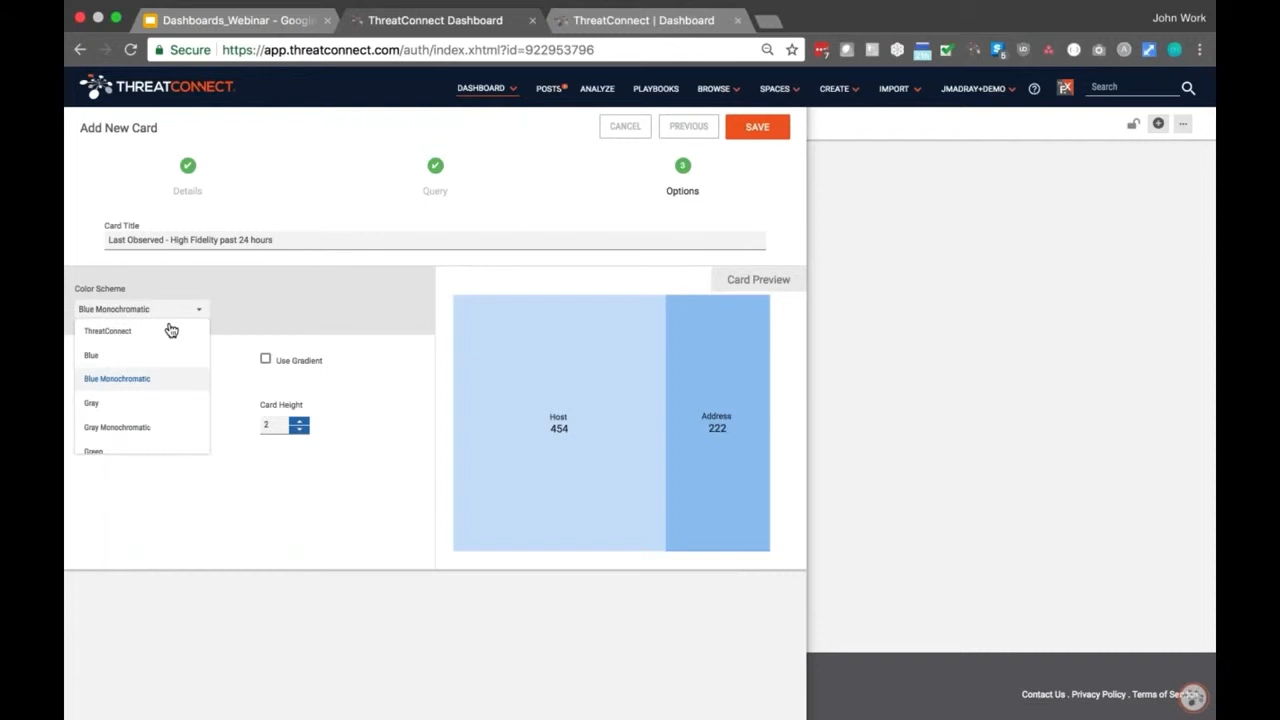 Dashboards_Webinar - Google
ThreatConnect Dashboard
ThreatConnect | Dashboard
John Work
Secure
https://app.threatconnect.com/auth/index.xhtml?id=922953796
THREATCONNECT
DASHBOARD
POSTS
ANALYZE
PLAYBOOKS
BROWSE
SPACES
CREATE
IMPORT
JMADRAY+DEMO
Search
Add New Card
CANCEL
PREVIOUS
SAVE
3
Details
Query
Options
Card Title
Last Observed - High Fidelity past 24 hours
Color Scheme
Card Preview
Blue Monochromatic
ThreatConnect
Blue
Blue Monochromatic
Gray
Gray Monochromatic
Green
Use Gradient
Card Height
2
Host
454
Address
222
Contact Us . Privacy Policy . Terms of